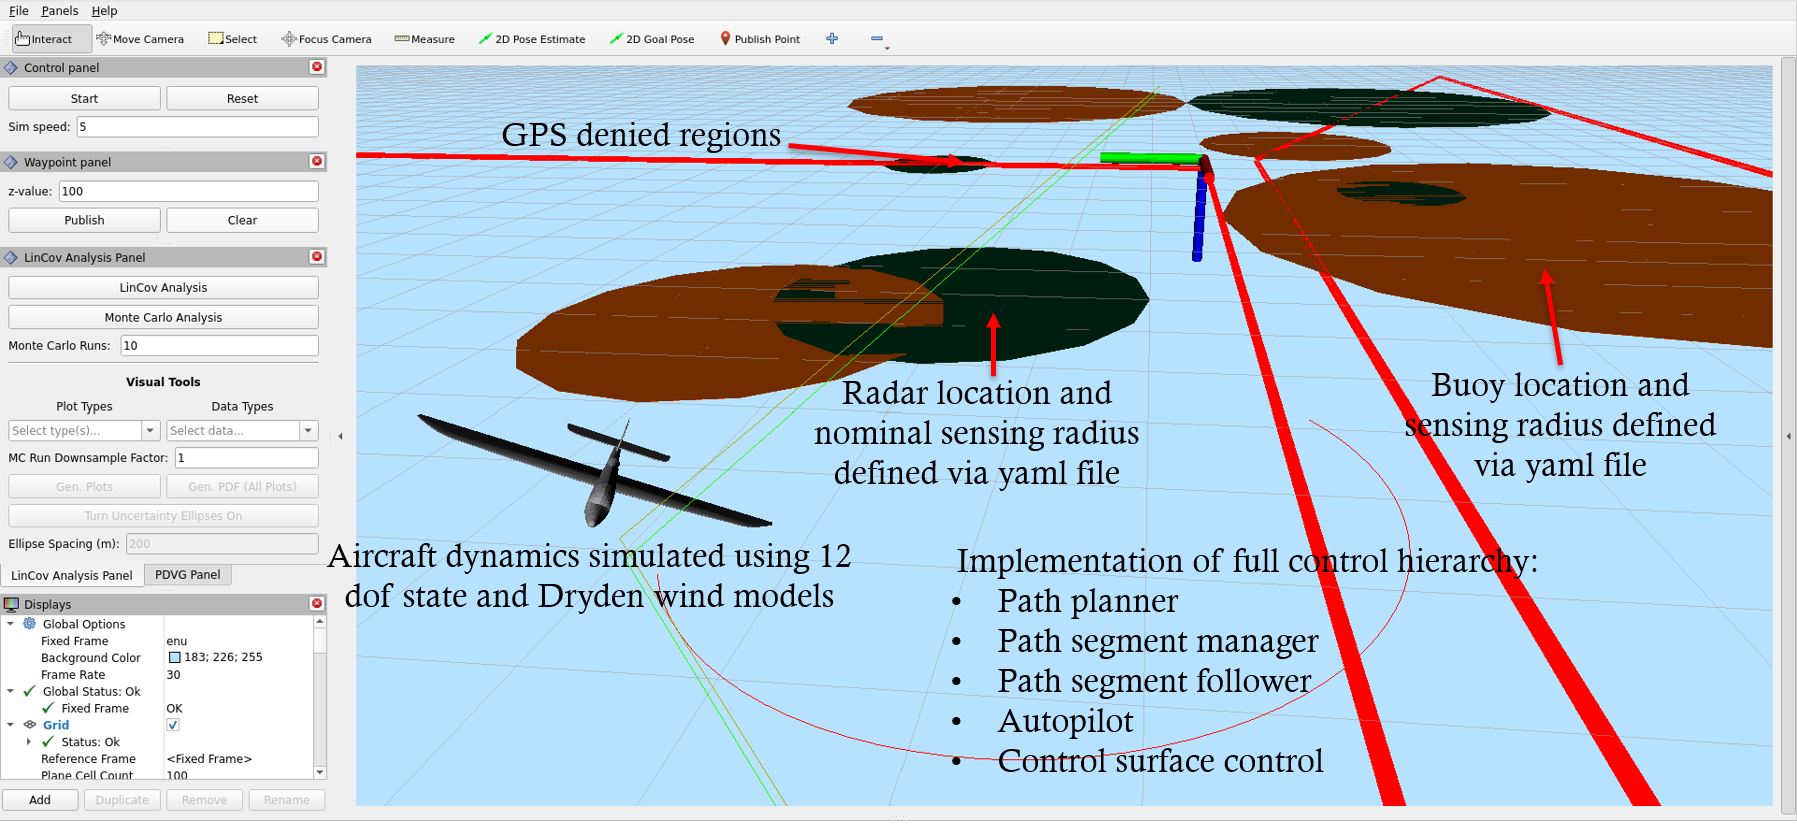 File Panels Help
Interact Move Camera Select Focus Camera Measure 2D Pose Estimate 2D Goal Pose Publish Point
Control panel
Start Reset
Sim speed: 5
Waypoint panel
z-value: 100
Publish Clear
LinCov Analysis Panel
LinCov Analysis
Monte Carlo Analysis
Monte Carlo Runs: 10
Visual Tools
Plot Types Data Types
Select type(s)... Select data...
MC Run Downsample Factor: 1
Gen. Plots Gen. PDF (All Plots)
Turn Uncertainty Ellipses On
Ellipse Spacing (m): 200
LinCov Analysis Panel PDVG Panel
Displays
Global Options
Fixed Frame enu
Background Color 183; 226; 255
Frame Rate 30
Global Status: Ok
Fixed Frame OK
Grid
Status: Ok
Reference Frame <Fixed Frame>
Plane Cell Count 100
Add Duplicate Remove Rename
GPS denied regions
Radar location and
nominal sensing radius
defined via yaml file
Buoy location and
sensing radius defined
via yaml file
Aircraft dynamics simulated using 12
dof state and Dryden wind models
Implementation of full control hierarchy:
• Path planner
• Path segment manager
• Path segment follower
• Autopilot
• Control surface control